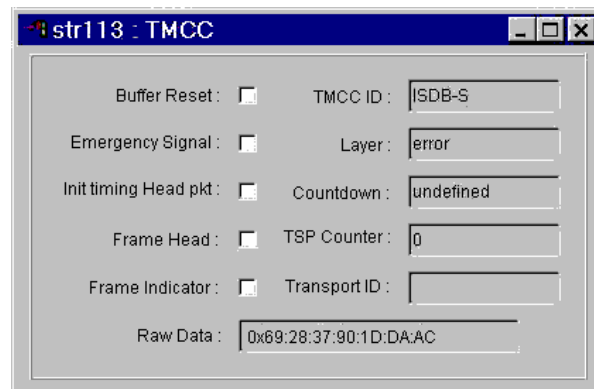 str113 : TMCC
Buffer Reset :
TMCC ID :
ISDB-S
Emergency Signal :
Layer :
error
Init timing Head pkt :
Countdown :
undefined
Frame Head :
TSP Counter :
0
Frame Indicator :
Transport ID :
Raw Data :
0x69:28:37:90:1D:DA:AC